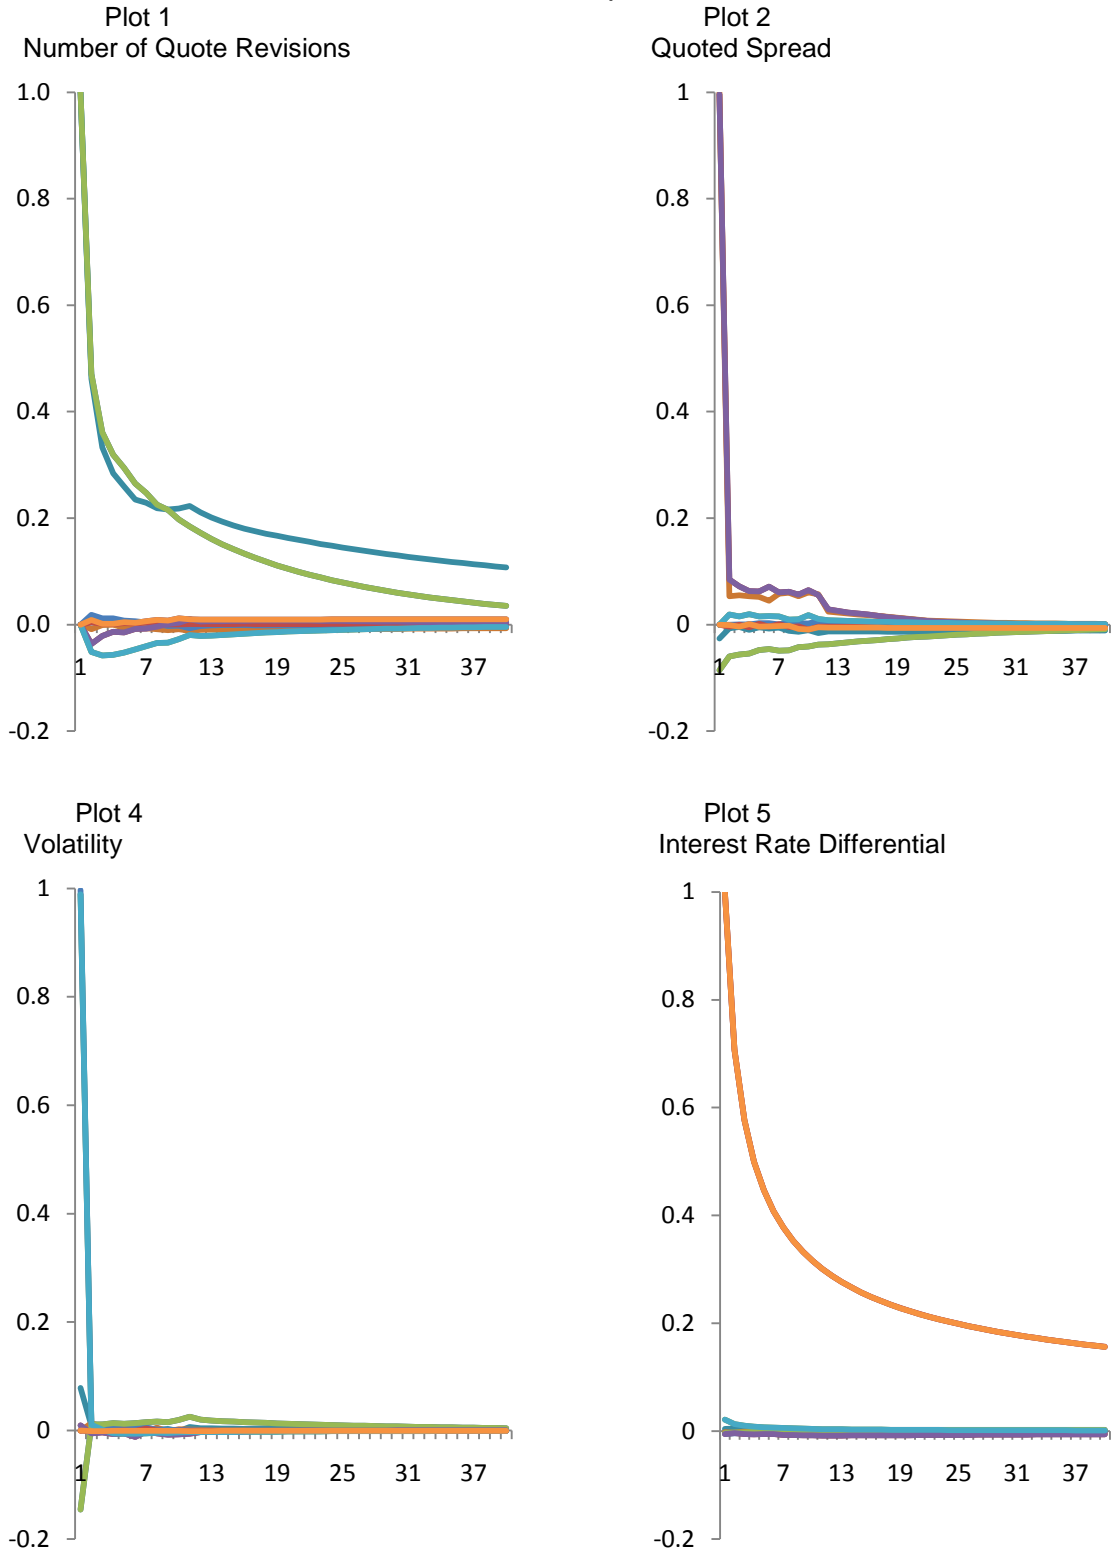 Plot 1
Number of Quote Revisions
1.0
0.8
0.6
0.4
0.2
0.0
-0.2
1 7 13 19 25 31 37
Plot 2
Quoted Spread
1
0.8
0.6
0.4
0.2
0
-0.2
1 7 13 19 25 31 37
Plot 4
Volatility
1
0.8
0.6
0.4
0.2
0
-0.2
1 7 13 19 25 31 37
Plot 5
Interest Rate Differential
1
0.8
0.6
0.4
0.2
0
-0.2
1 7 13 19 25 31 37